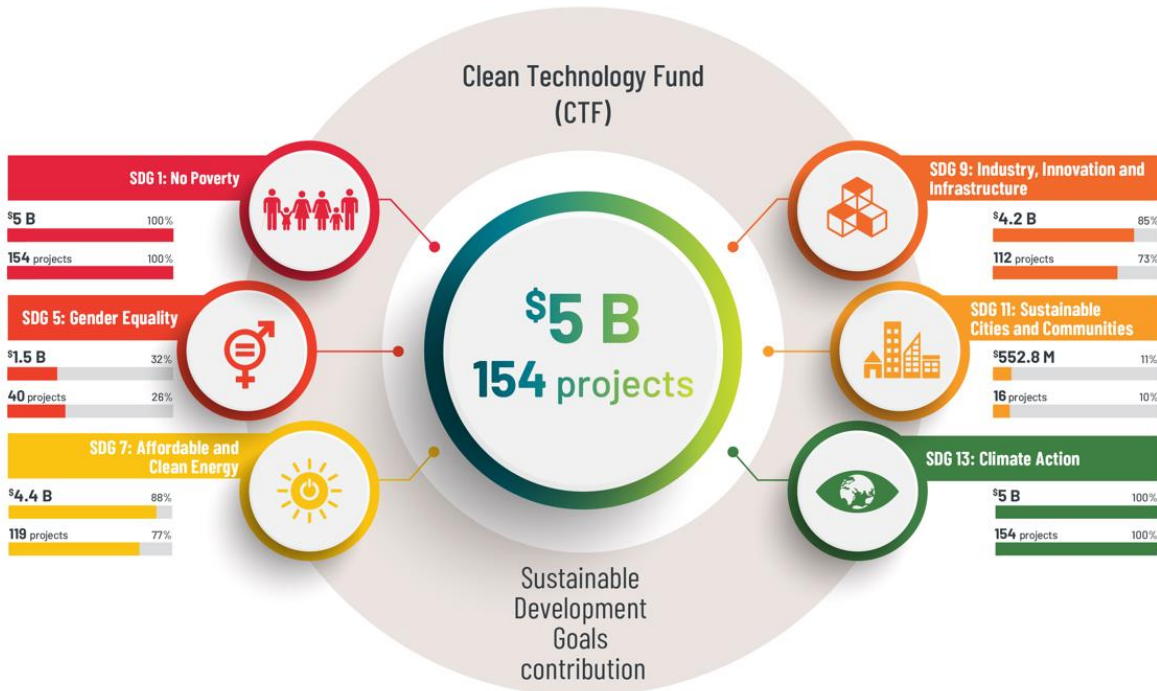 Clean Technology Fund
(CTF)
SDG 1: No Poverty
$5 B 100%
154 projects 100%
SDG 5: Gender Equality
$1.5 B 32%
40 projects 26%
SDG 7: Affordable and
Clean Energy
$4.4 B 88%
119 projects 77%
$5 B
154 projects
SDG 9: Industry, Innovation and
Infrastructure
$4.2 B 85%
112 projects 73%
SDG 11: Sustainable
Cities and Communities
$552.8 M 11%
16 projects 10%
SDG 13: Climate Action
$5 B 100%
154 projects 100%
Sustainable
Development
Goals
contribution